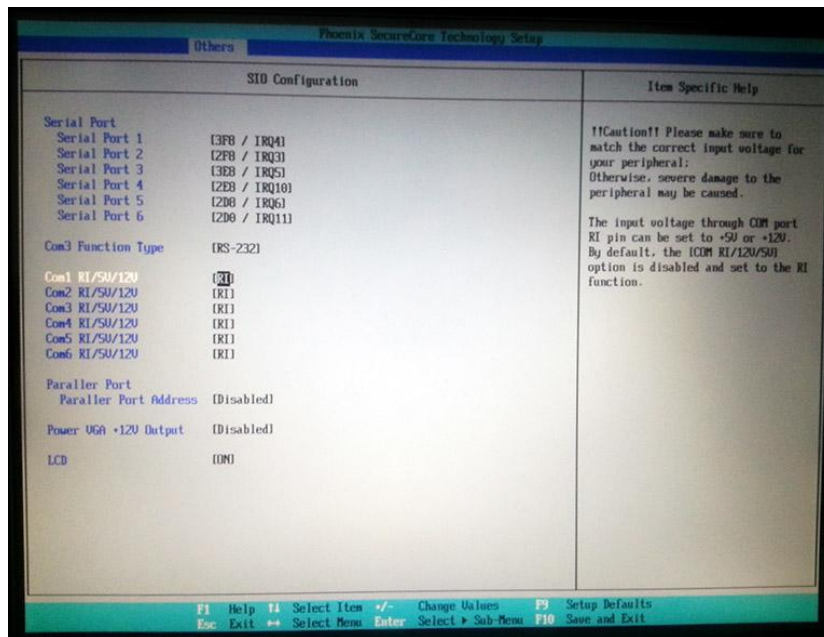 Phoenix SecureCore Technology Setup
Others
SIO Configuration
Item Specific Help
Serial Port
Serial Port 1 [3F8 / IRQ4]
Serial Port 2 [2F8 / IRQ3]
Serial Port 3 [3E8 / IRQ5]
Serial Port 4 [2E8 / IRQ10]
Serial Port 5 [2D8 / IRQ6]
Serial Port 6 [2D0 / IRQ11]
Com3 Function Type [RS-232]
Com1 RI/5V/12V [RI]
Com2 RI/5V/12V [RI]
Com3 RI/5V/12V [RI]
Com4 RI/5V/12V [RI]
Com5 RI/5V/12V [RI]
Com6 RI/5V/12V [RI]
Paraller Port
Paraller Port Address [Disabled]
Power VGA +12V Output [Disabled]
LCD [ON]
!!Caution!! Please make sure to
match the correct input voltage for
your peripheral;
Otherwise, severe damage to the
peripheral may be caused.
The input voltage through COM port
RI pin can be set to +5V or +12V.
By default, the [COM RI/12V/5V]
option is disabled and set to the RI
function.
F1 Help ↑↓ Select Item +/- Change Values F9 Setup Defaults
Esc Exit ↔ Select Menu Enter Select ▶ Sub-Menu F10 Save and Exit